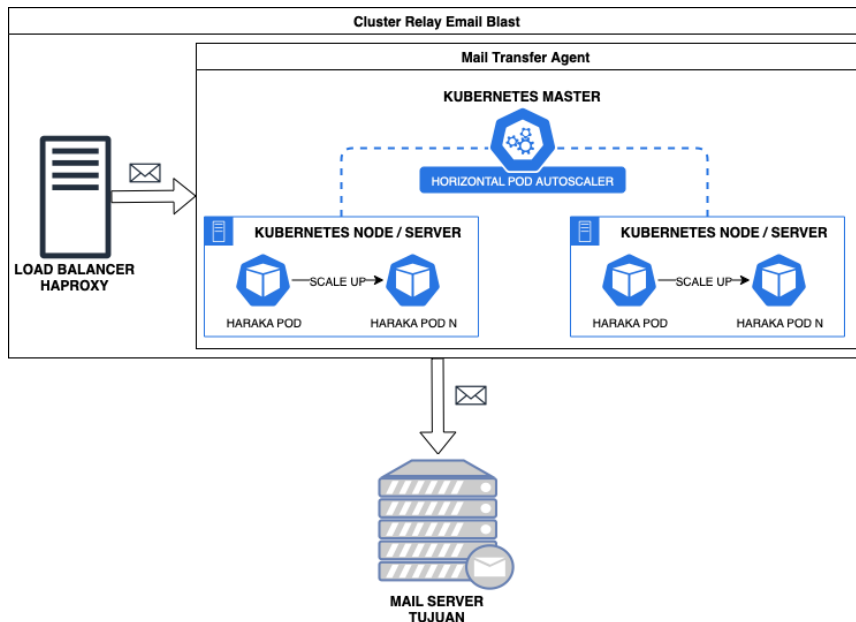 Cluster Relay Email Blast
Mail Transfer Agent
KUBERNETES MASTER
HORIZONTAL POD AUTOSCALER
LOAD BALANCER
HAPROXY
KUBERNETES NODE / SERVER
SCALE UP
HARAKA POD
HARAKA POD N
KUBERNETES NODE / SERVER
SCALE UP
HARAKA POD
HARAKA POD N
MAIL SERVER
TUJUAN